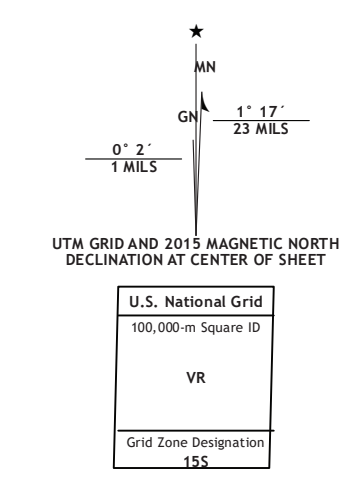 ★
MN
GN
1° 17´
23 MILS
0° 2´
1 MILS
UTM GRID AND 2015 MAGNETIC NORTH
DECLINATION AT CENTER OF SHEET
U.S. National Grid
100,000-m Square ID
VR
Grid Zone Designation
15S